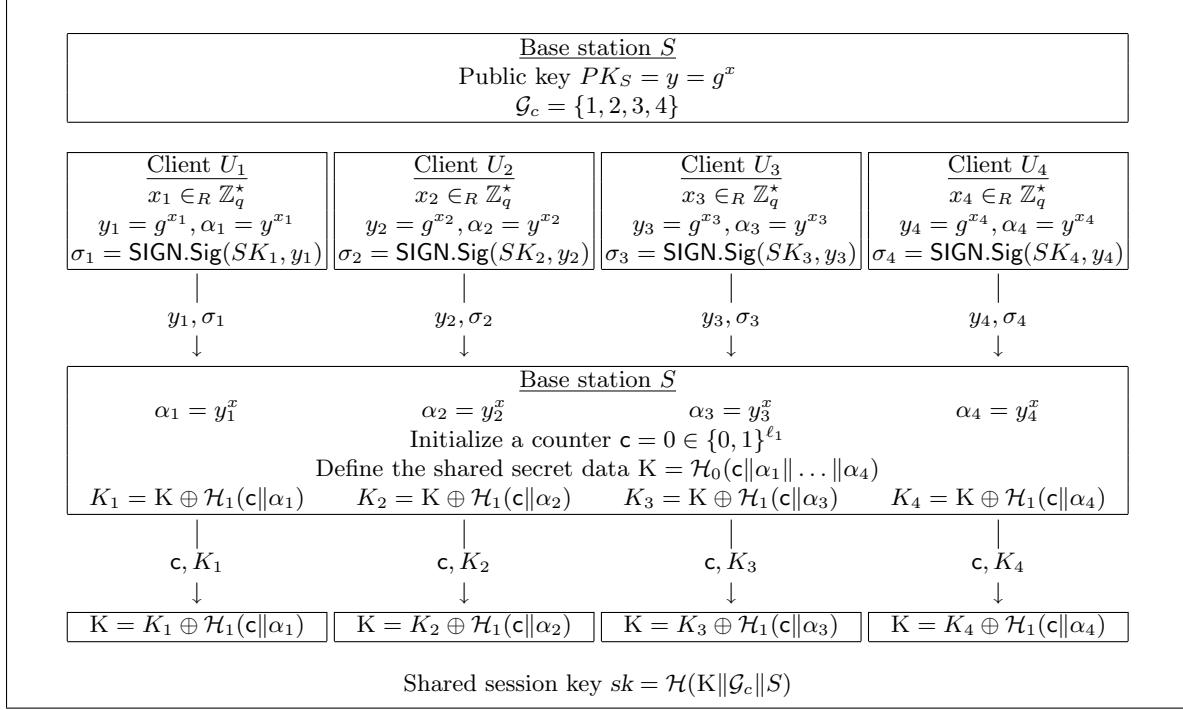 Base station S
Public key PK_S = y = g^x
𝒢_c = {1, 2, 3, 4}
Client U_1 Client U_2 Client U_3 Client U_4
x_1 ∈_R ℤ_q^⋆ x_2 ∈_R ℤ_q^⋆ x_3 ∈_R ℤ_q^⋆ x_4 ∈_R ℤ_q^⋆
y_1 = g^{x_1}, α_1 = y^{x_1} y_2 = g^{x_2}, α_2 = y^{x_2} y_3 = g^{x_3}, α_3 = y^{x_3} y_4 = g^{x_4}, α_4 = y^{x_4}
σ_1 = SIGN.Sig(SK_1, y_1) σ_2 = SIGN.Sig(SK_2, y_2) σ_3 = SIGN.Sig(SK_3, y_3) σ_4 = SIGN.Sig(SK_4, y_4)
y_1, σ_1 y_2, σ_2 y_3, σ_3 y_4, σ_4
Base station S
α_1 = y_1^x α_2 = y_2^x α_3 = y_3^x α_4 = y_4^x
Initialize a counter c = 0 ∈ {0, 1}^{ℓ_1}
Define the shared secret data K = ℋ_0(c‖α_1‖ . . . ‖α_4)
K_1 = K ⊕ ℋ_1(c‖α_1) K_2 = K ⊕ ℋ_1(c‖α_2) K_3 = K ⊕ ℋ_1(c‖α_3) K_4 = K ⊕ ℋ_1(c‖α_4)
c, K_1 c, K_2 c, K_3 c, K_4
K = K_1 ⊕ ℋ_1(c‖α_1) K = K_2 ⊕ ℋ_1(c‖α_2) K = K_3 ⊕ ℋ_1(c‖α_3) K = K_4 ⊕ ℋ_1(c‖α_4)
Shared session key sk = ℋ(K‖𝒢_c‖S)